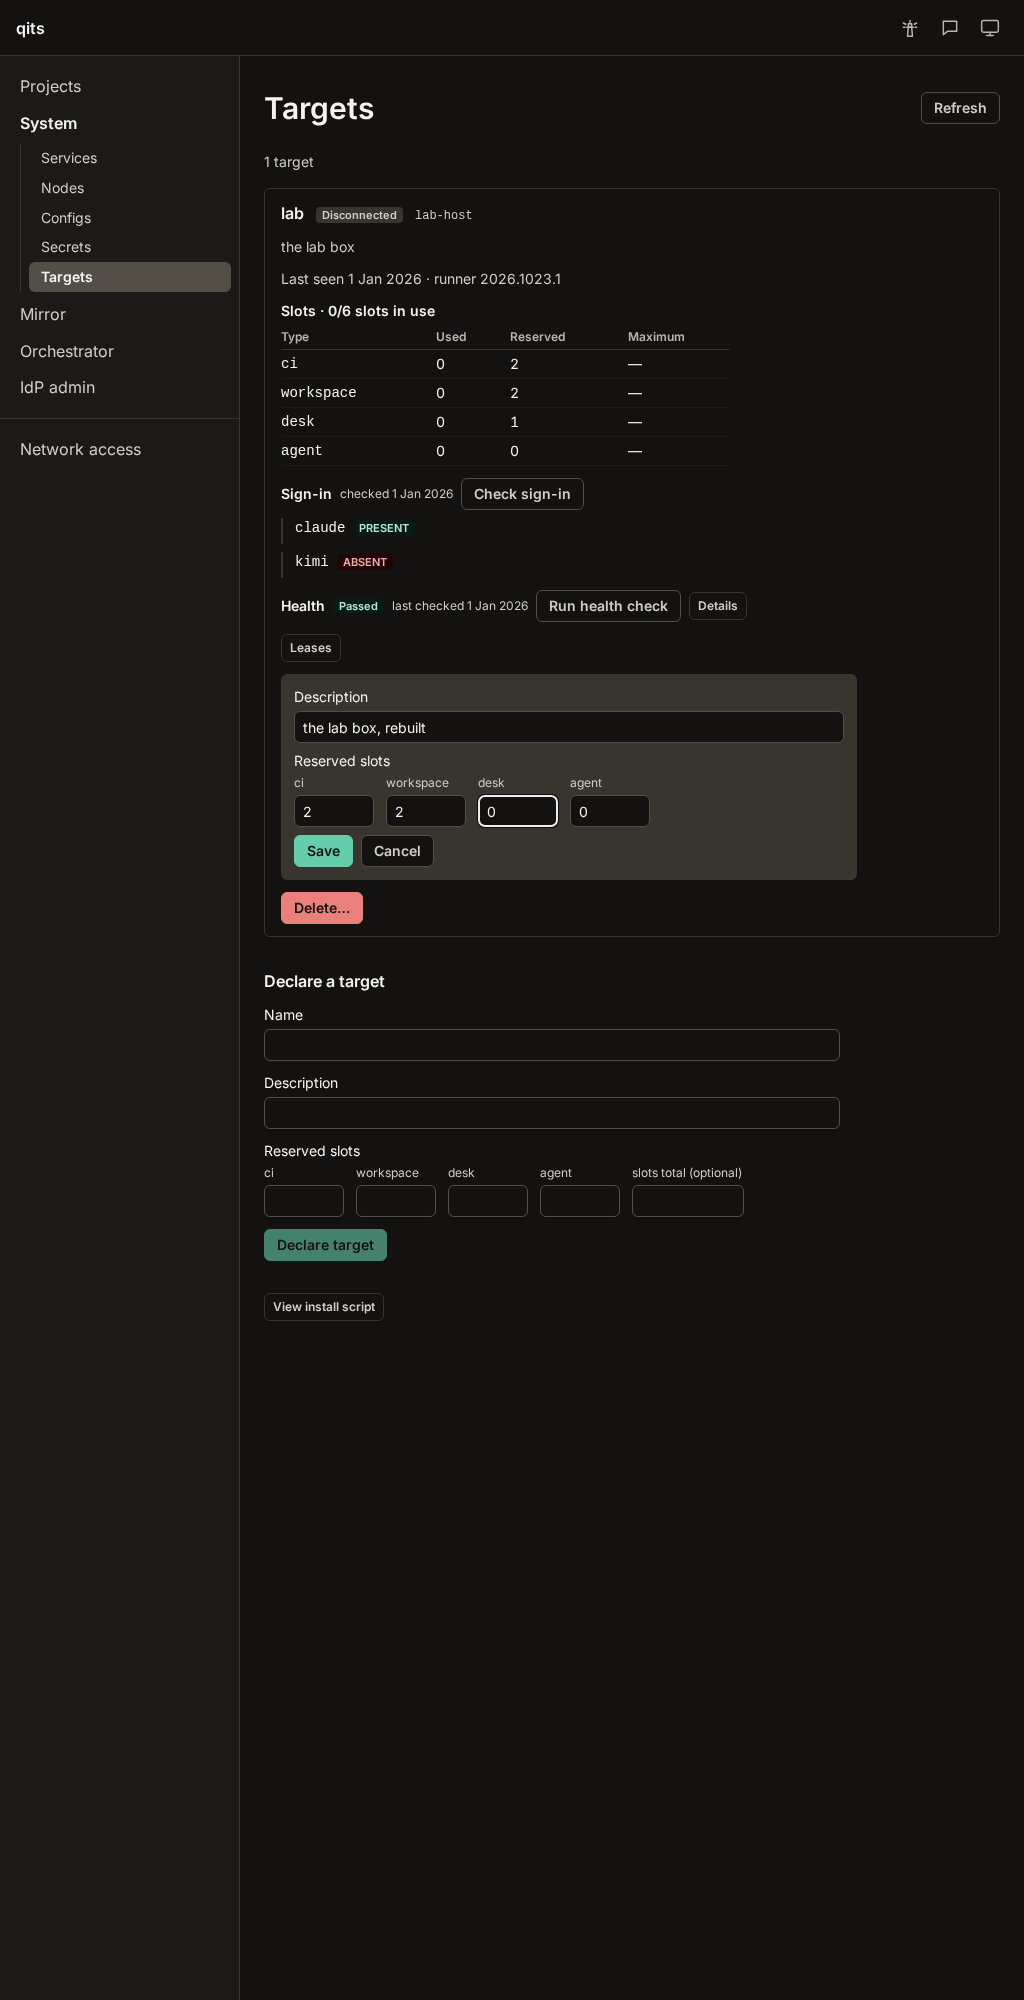 qits
Projects
System
Services
Nodes
Configs
Secrets
Targets
Mirror
Orchestrator
IdP admin
Network access
Targets
Refresh
1 target
lab Disconnected lab-host
the lab box
Last seen 1 Jan 2026 · runner 2026.1023.1
Slots · 0/6 slots in use
Type Used Reserved Maximum
ci 0 2 —
workspace 0 2 —
desk 0 1 —
agent 0 0 —
Sign-in checked 1 Jan 2026 Check sign-in
claude PRESENT
kimi ABSENT
Health Passed last checked 1 Jan 2026 Run health check Details
Leases
Description
the lab box, rebuilt
Reserved slots
ci workspace desk agent
2 2 0 0
Save Cancel
Delete…
Declare a target
Name
Description
Reserved slots
ci workspace desk agent slots total (optional)
Declare target
View install script